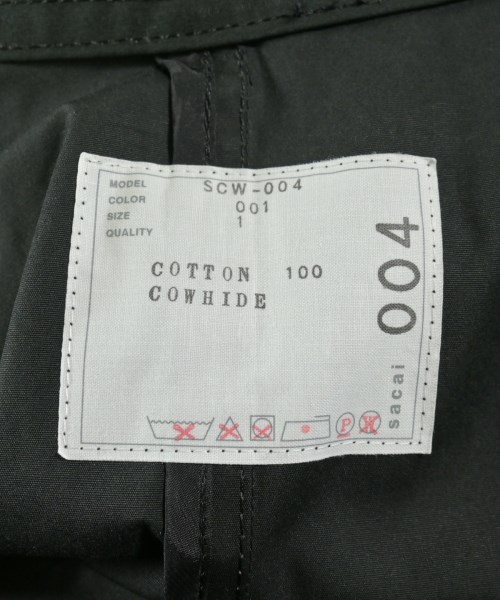 MODEL SCW-004
COLOR 001
SIZE 1
QUALITY
COTTON 100
COWHIDE
sacai 004
P W